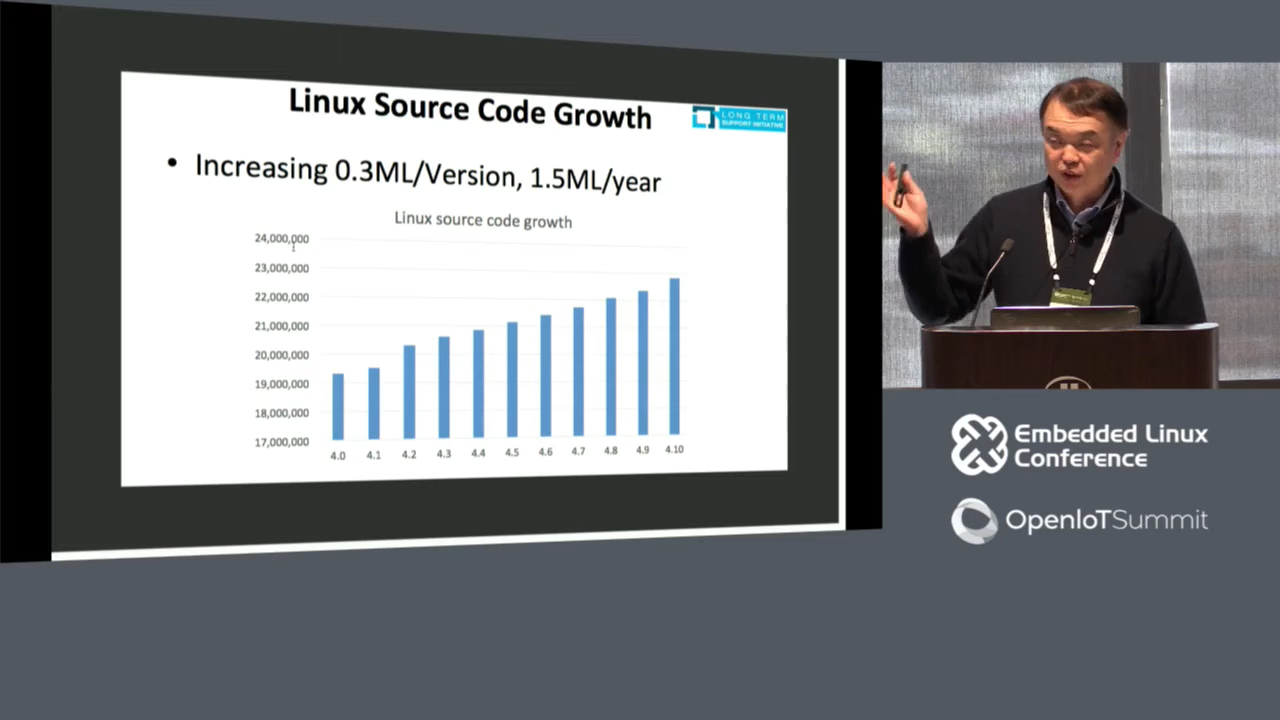 Linux Source Code Growth
LONG TERM
SUPPORT INITIATIVE
• Increasing 0.3ML/Version, 1.5ML/year
Linux source code growth
24,000,000
23,000,000
22,000,000
21,000,000
20,000,000
19,000,000
18,000,000
17,000,000
4.0 4.1 4.2 4.3 4.4 4.5 4.6 4.7 4.8 4.9 4.10
Embedded Linux
Conference
OpenIoTSummit